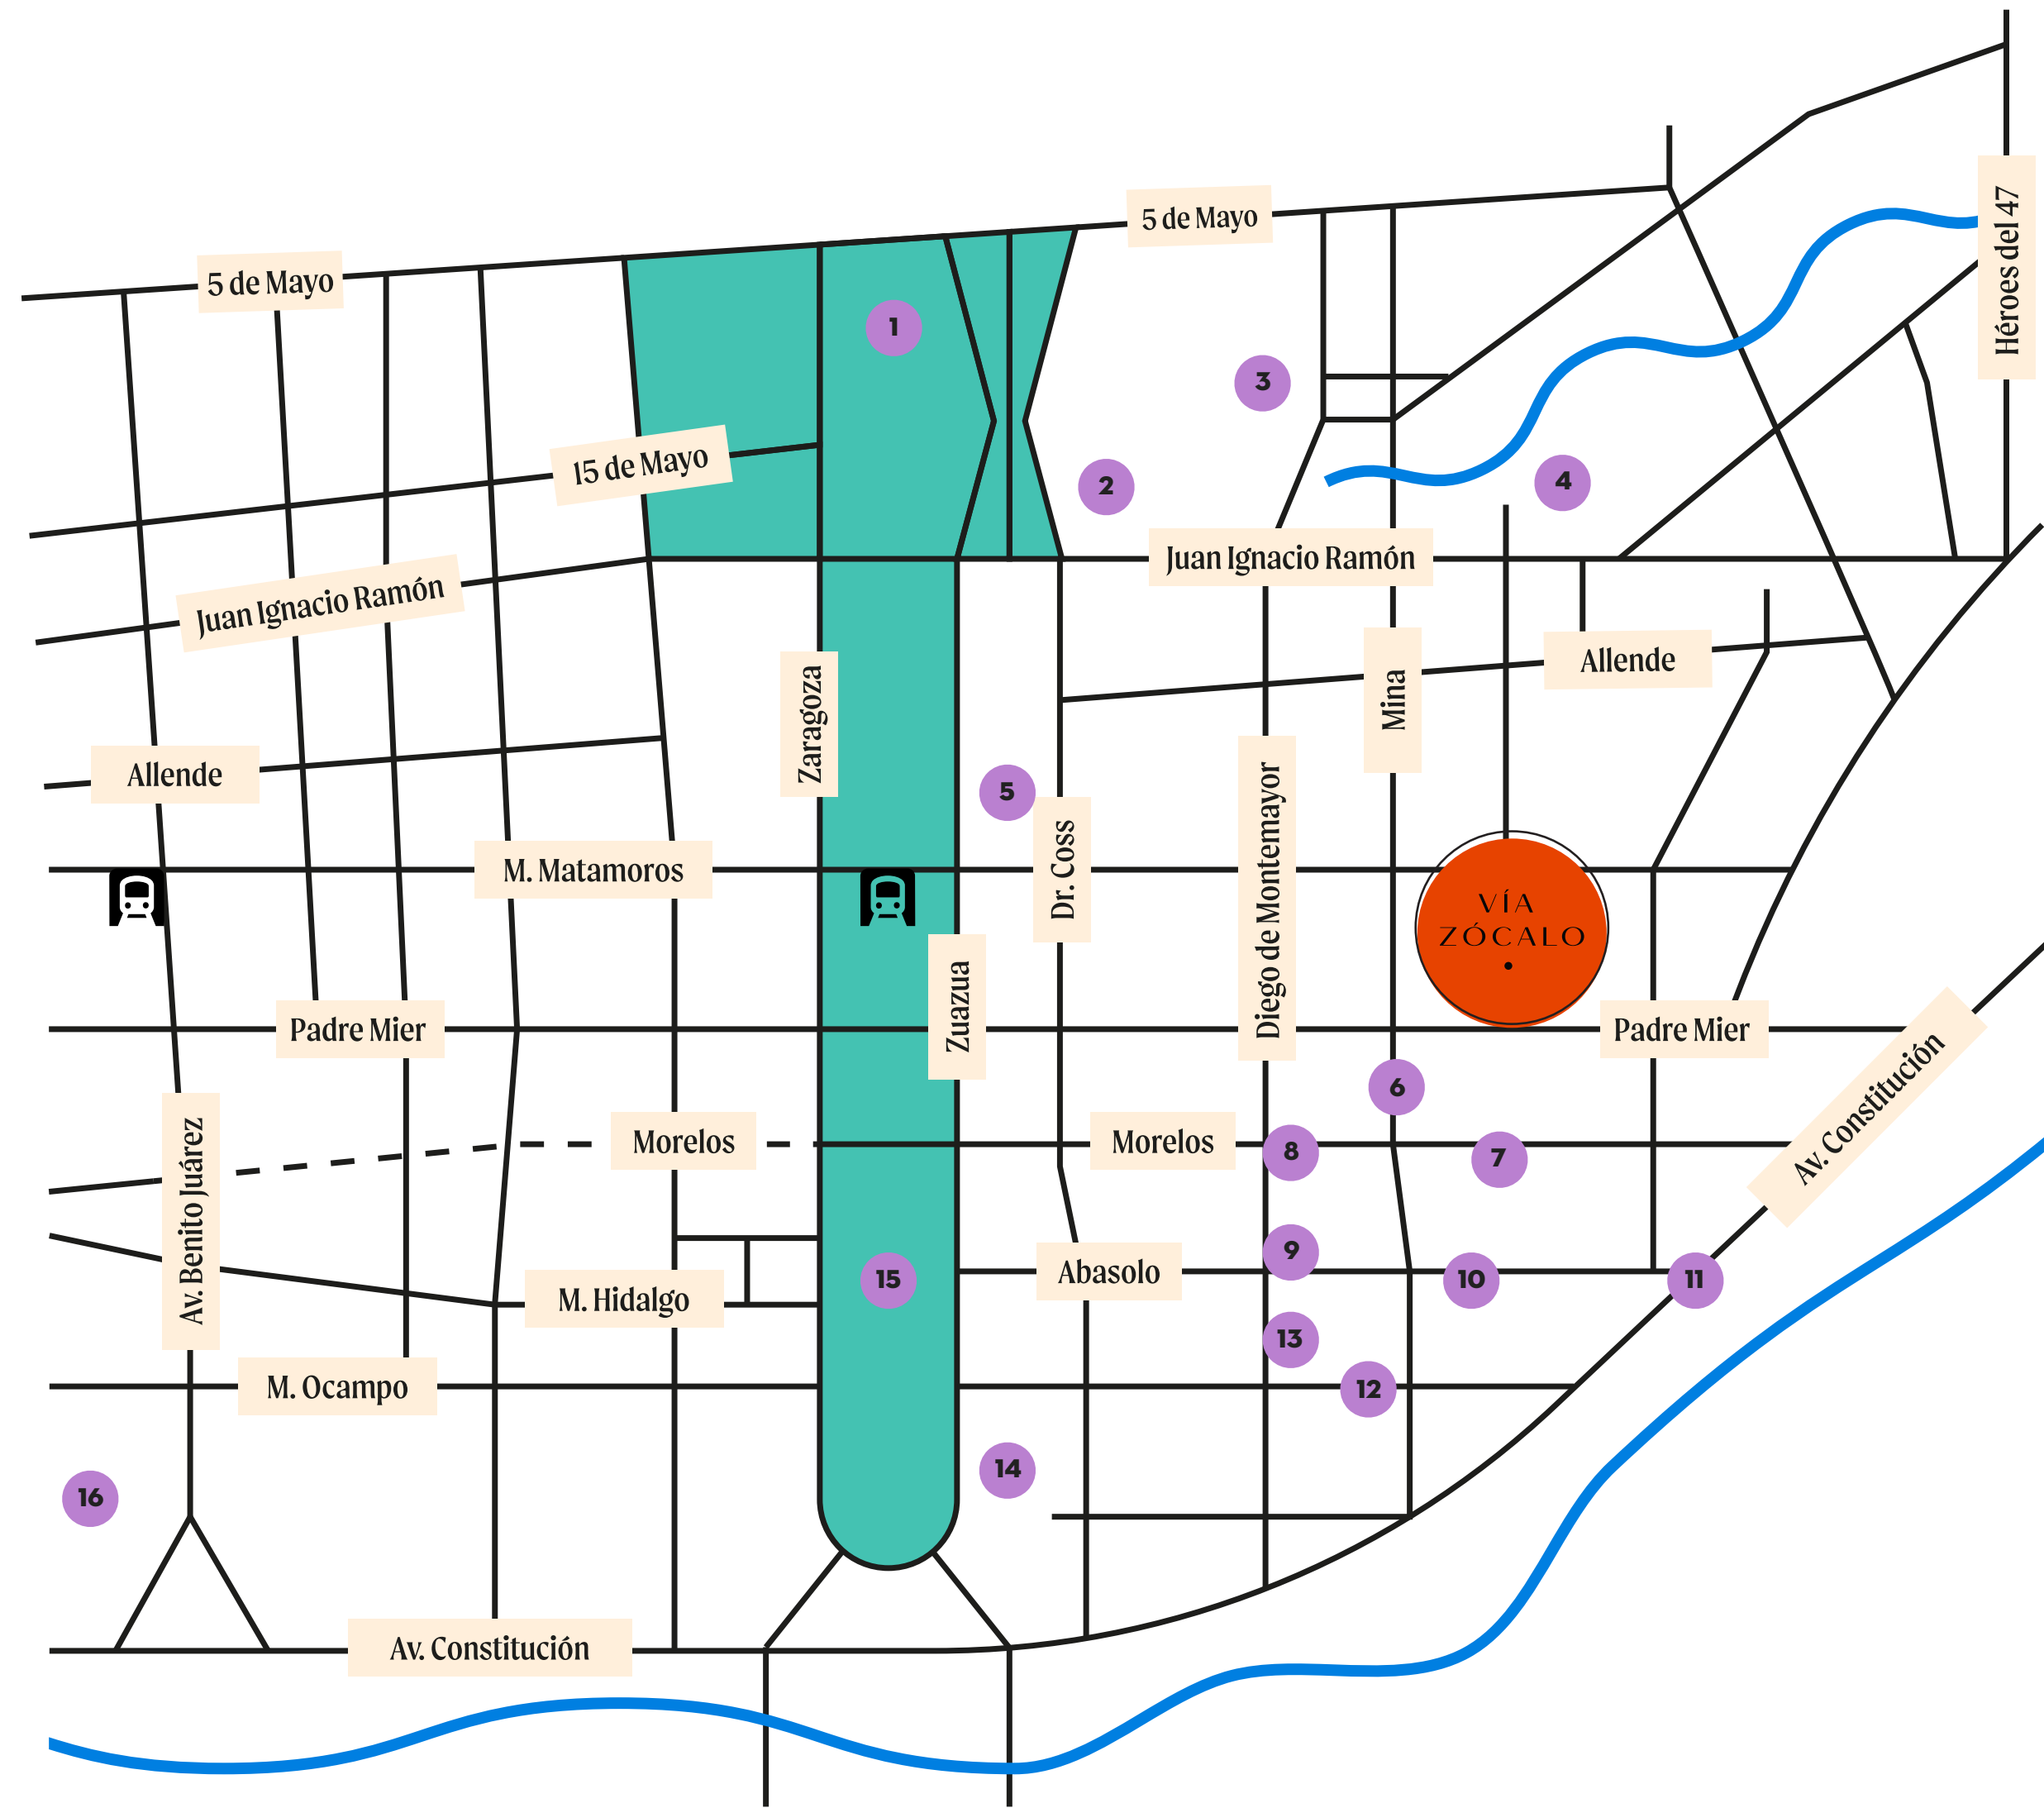 5 de Mayo
5 de Mayo
Héroes del 47
1
3
15 de Mayo
2
4
Juan Ignacio Ramón
Juan Ignacio Ramón
Allende
Zaragoza
Mina
Allende
5
M. Matamoros
Dr. Coss
Diego de Montemayor
VÍA
ZÓCALO
Zuazua
Padre Mier
Padre Mier
Av. Constitución
6
Morelos
Morelos
8
7
Av. Benito Juárez
9
Abasolo
15
10
11
M. Hidalgo
13
M. Ocampo
12
14
16
Av. Constitución